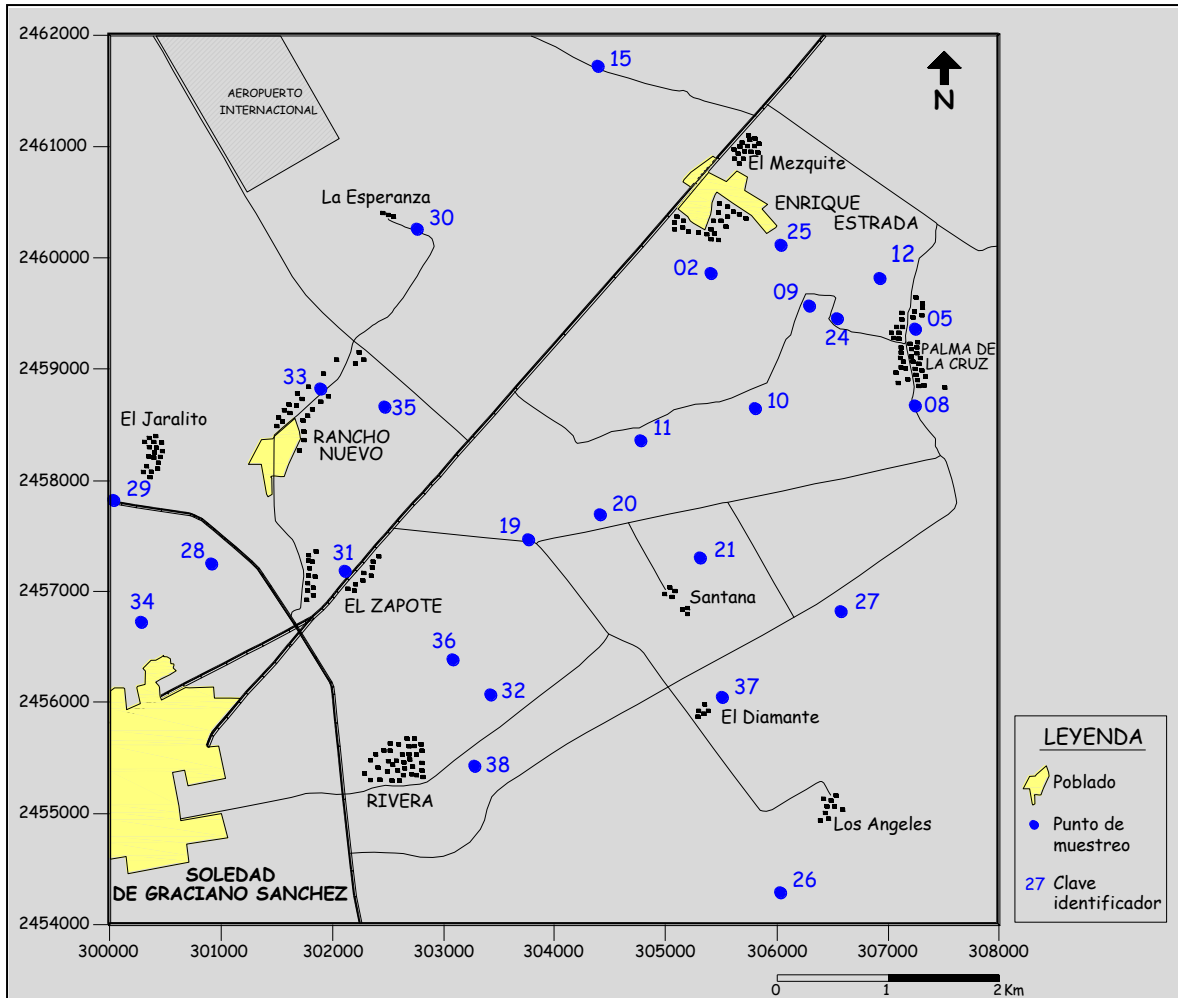 2462000
2461000
2460000
2459000
2458000
2457000
2456000
2455000
2454000
300000
301000
302000
303000
304000
305000
306000
307000
308000
AEROPUERTO
INTERNACIONAL
15
N
El Mezquite
La Esperanza
30
ENRIQUE
ESTRADA
25
02
12
09
24
05
PALMA DE
LA CRUZ
33
35
10
08
El Jaralito
RANCHO
NUEVO
11
29
20
19
28
31
21
EL ZAPOTE
Santana
34
27
36
32
37
El Diamante
38
RIVERA
Los Angeles
SOLEDAD
DE GRACIANO SANCHEZ
26
LEYENDA
Poblado
Punto de
muestreo
27 Clave
identificador
0 1 2 Km